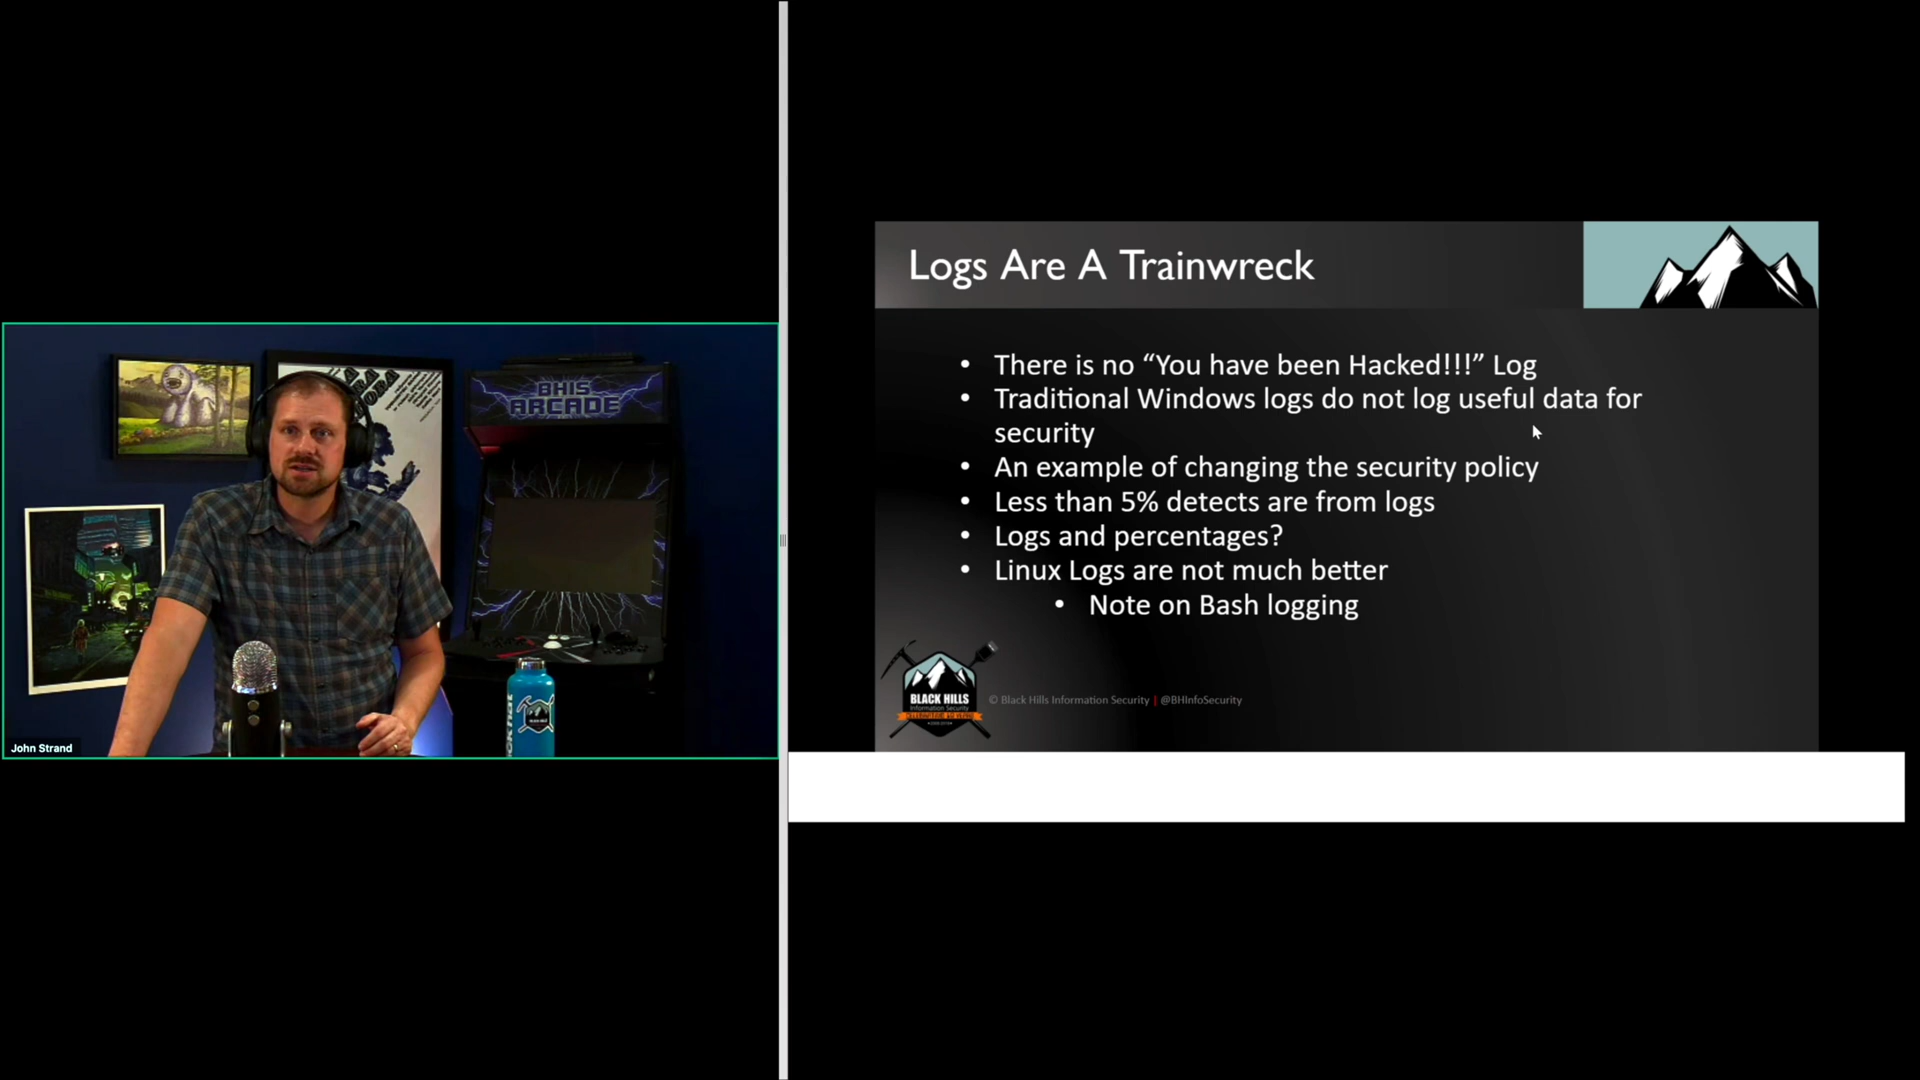 BHIS
ARCADE
John Strand
Logs Are A Trainwreck
• There is no “You have been Hacked!!!” Log
• Traditional Windows logs do not log useful data for
security
• An example of changing the security policy
• Less than 5% detects are from logs
• Logs and percentages?
• Linux Logs are not much better
• Note on Bash logging
BLACK HILLS
Information Security
© Black Hills Information Security | @BHInfoSecurity